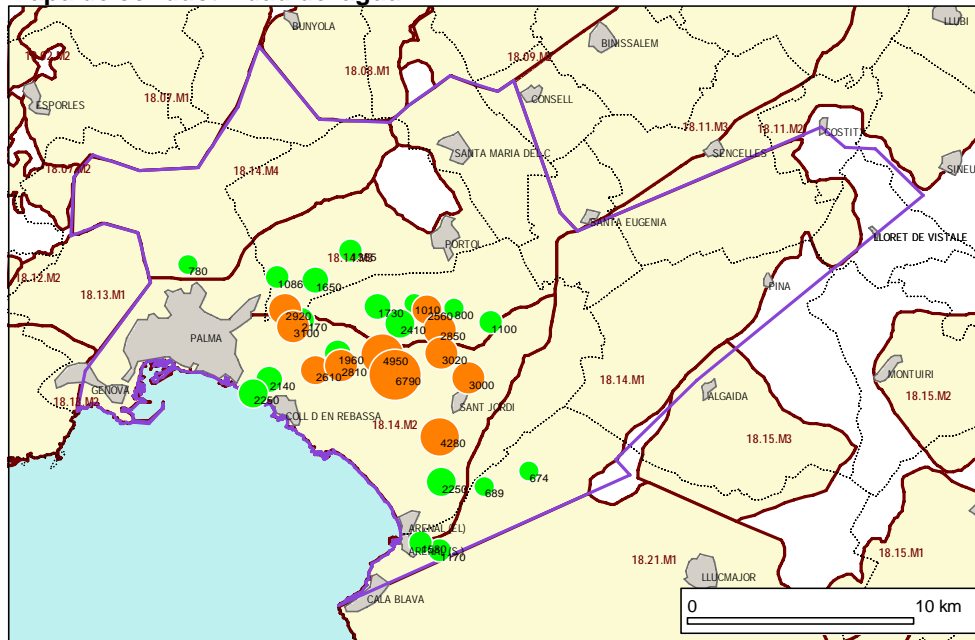 BUNYOLA
LLUBI
BINISSALEM
18.09.M
18.02.M2
18.08.M1
18.07.M1
CONSELL
ESPORLES
18.11.M3
18.11.M2
COSTITX
SANTA MARIA DEL C
SENCELLES
SINEU
18.07.M2
18.14.M4
SANTA EUGENIA
LLORET DE VISTALE
PORTOL
780
1086
1650
18.12.M2
18.13.M1
PINA
2920
3100
2170
1730
2410
1010
2560
800
1100
2850
PALMA
1960
2810
2610
4950
6790
3020
3000
MONTUIRI
18.14.M1
GENOVA
2140
2250
ALGAIDA
18.15.M2
COLL D EN REBASSA
SANT JORDI
18.14.M2
4280
18.15.M3
674
2250
689
ARENAL (EL)
1530
1170
18.15.M1
18.21.M1
CALA BLAVA
LLUCMAJOR
0
10 km